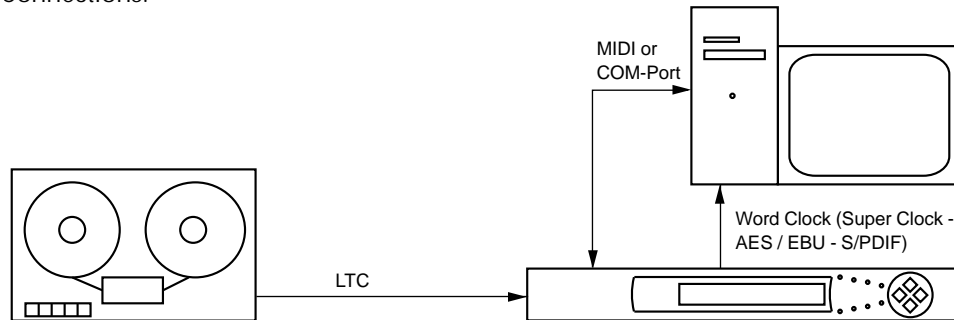 MIDI or
COM-Port
Word Clock (Super Clock -
AES / EBU - S/PDIF)
LTC